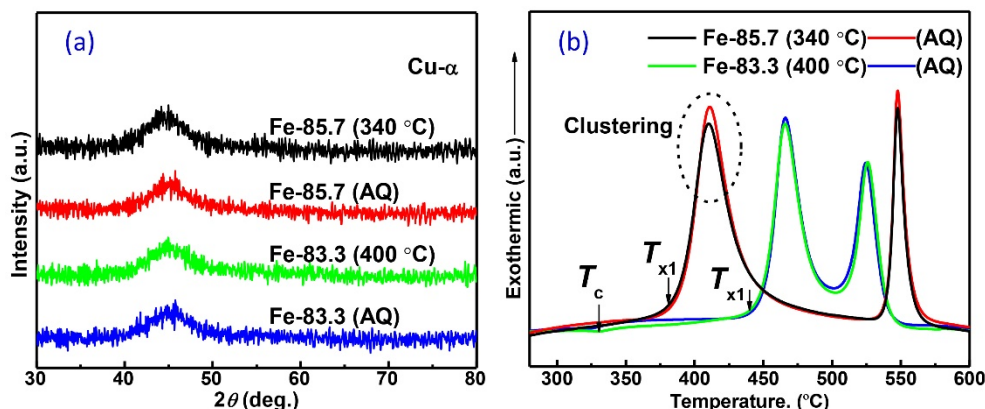 (a)
Cu-α
Fe-85.7 (340 °C)
Fe-85.7 (AQ)
Fe-83.3 (400 °C)
Fe-83.3 (AQ)
Intensity (a.u.)
30 40 50 60 70 80
2θ (deg.)
(b)
Fe-85.7 (340 °C) (AQ)
Fe-83.3 (400 °C) (AQ)
Clustering
Tx1
Tx1
Tc
Exothermic (a.u.)
300 350 400 450 500 550 600
Temperature. (°C)